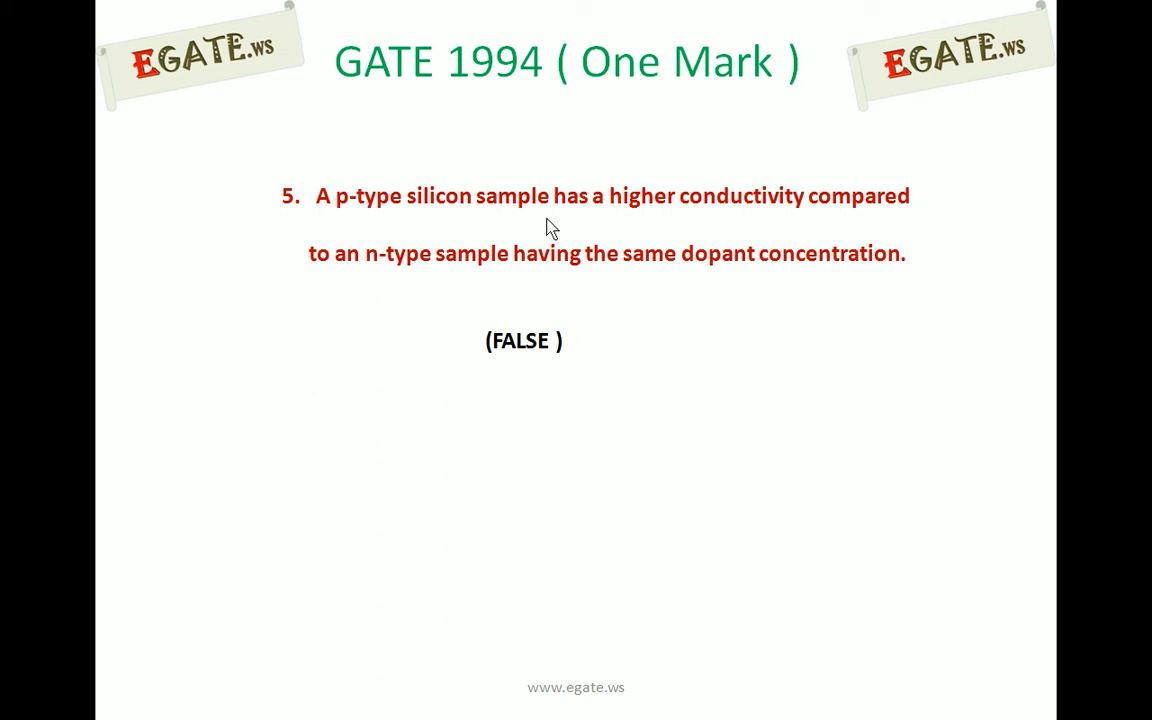 EGATE.ws
GATE 1994 ( One Mark )
EGATE.ws
5. A p-type silicon sample has a higher conductivity compared
to an n-type sample having the same dopant concentration.
(FALSE )
www.egate.ws